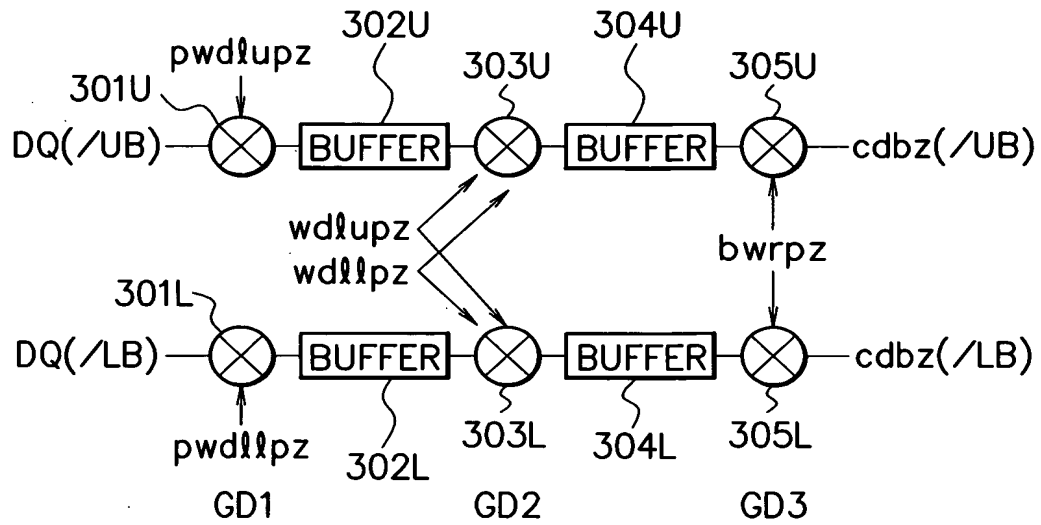 302U
304U
pwdℓupz
303U
305U
301U
DQ(/UB)
BUFFER
BUFFER
cdbz(/UB)
wdℓupz
bwrpz
wdℓℓpz
301L
DQ(/LB)
BUFFER
BUFFER
cdbz(/LB)
pwdℓℓpz
302L
303L
304L
305L
GD1
GD2
GD3